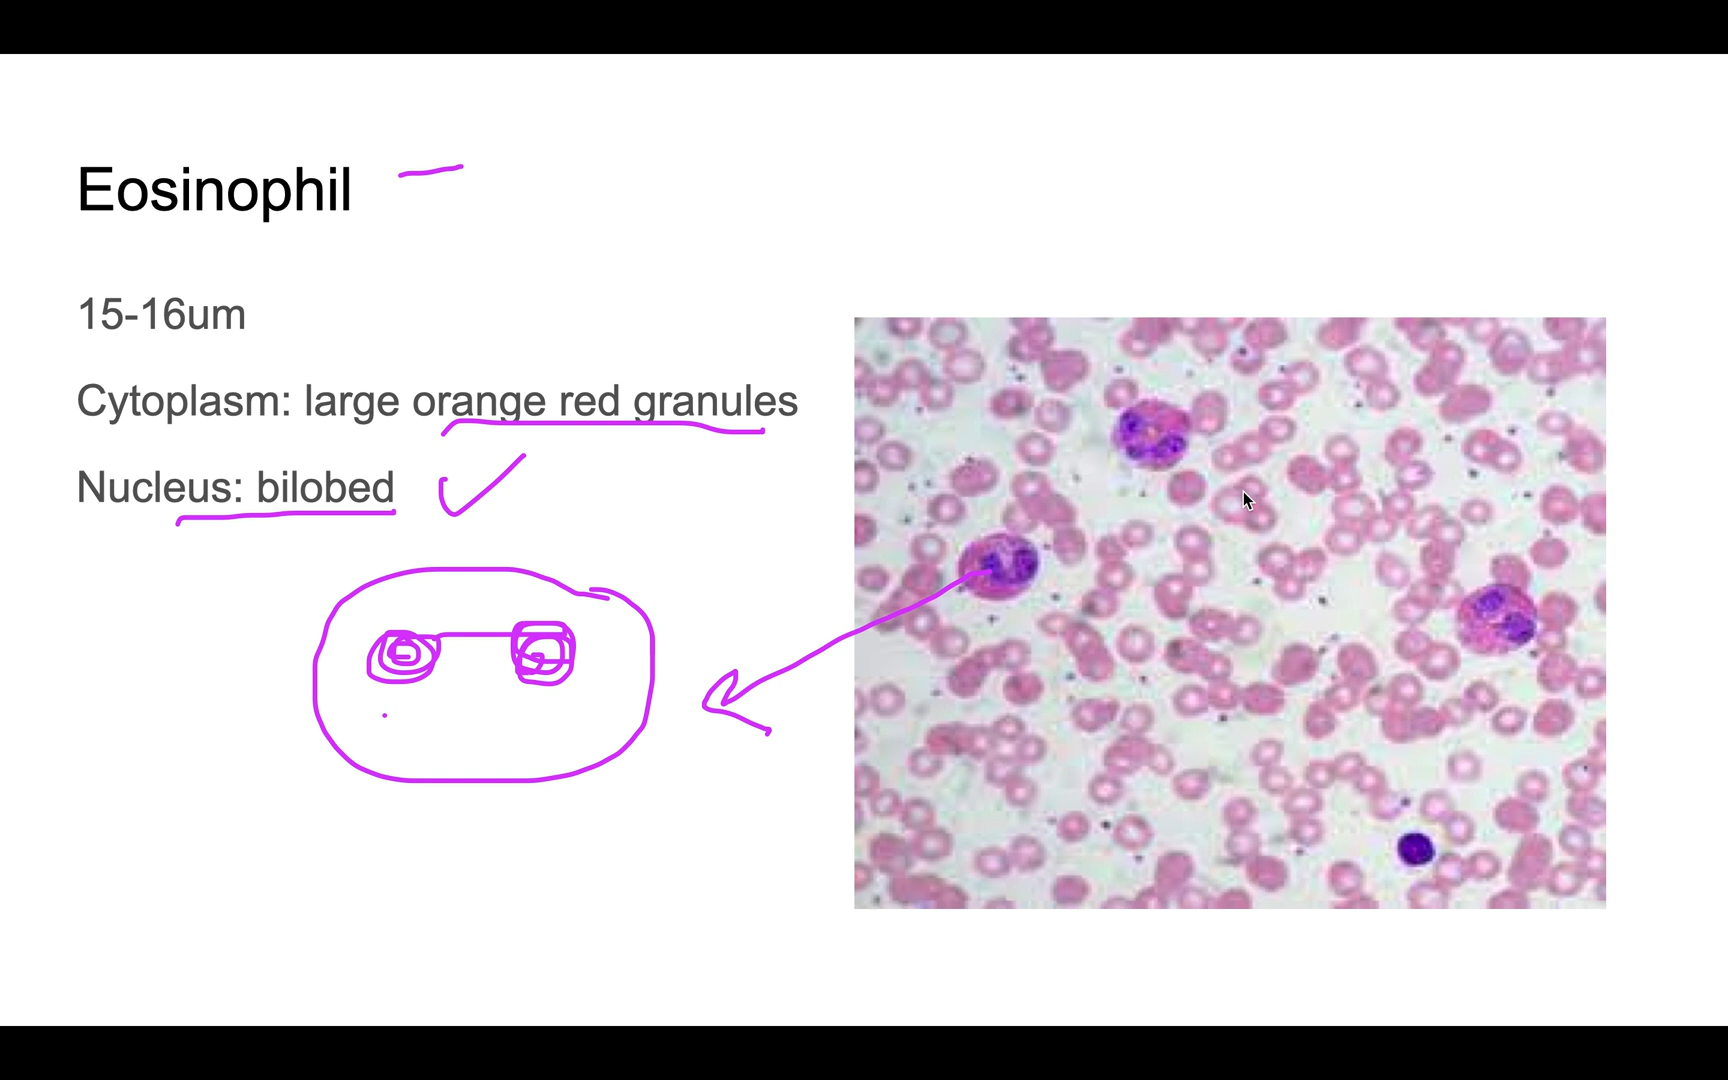 Eosinophil
15-16um
Cytoplasm: large orange red granules
Nucleus: bilobed